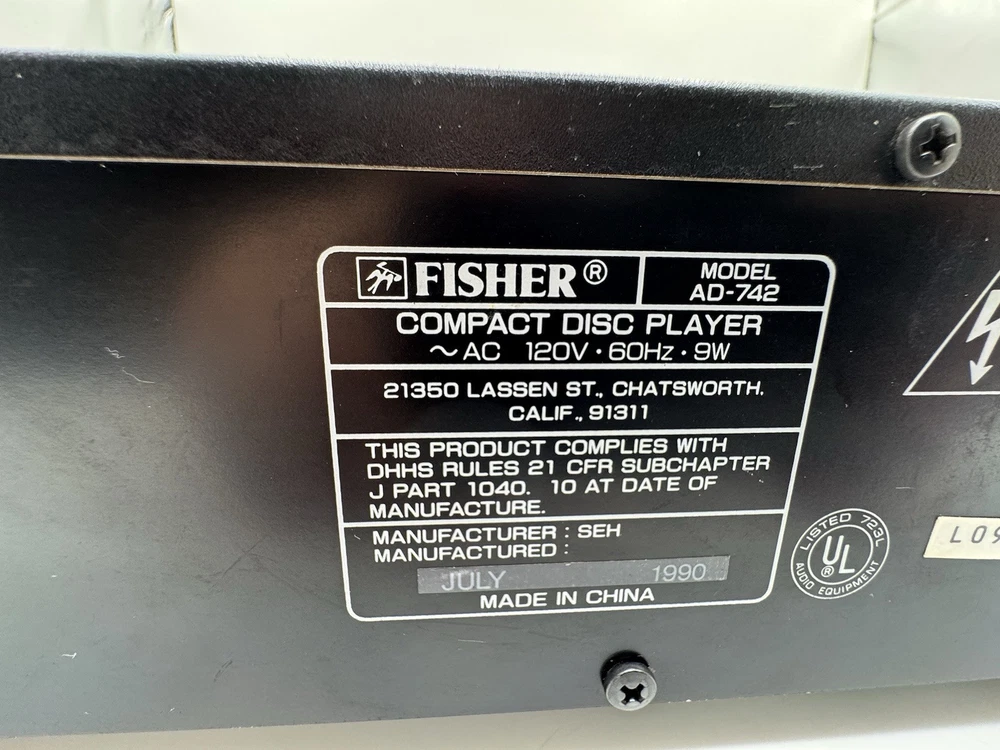 FISHER®
MODEL
AD-742
COMPACT DISC PLAYER
~AC 120V·60Hz·9W
21350 LASSEN ST., CHATSWORTH,
CALIF., 91311
THIS PRODUCT COMPLIES WITH
DHHS RULES 21 CFR SUBCHAPTER
J PART 1040. 10 AT DATE OF
MANUFACTURE.
MANUFACTURER : SEH
MANUFACTURED :
JULY 1990
MADE IN CHINA
LISTED 723L
UL®
AUDIO EQUIPMENT